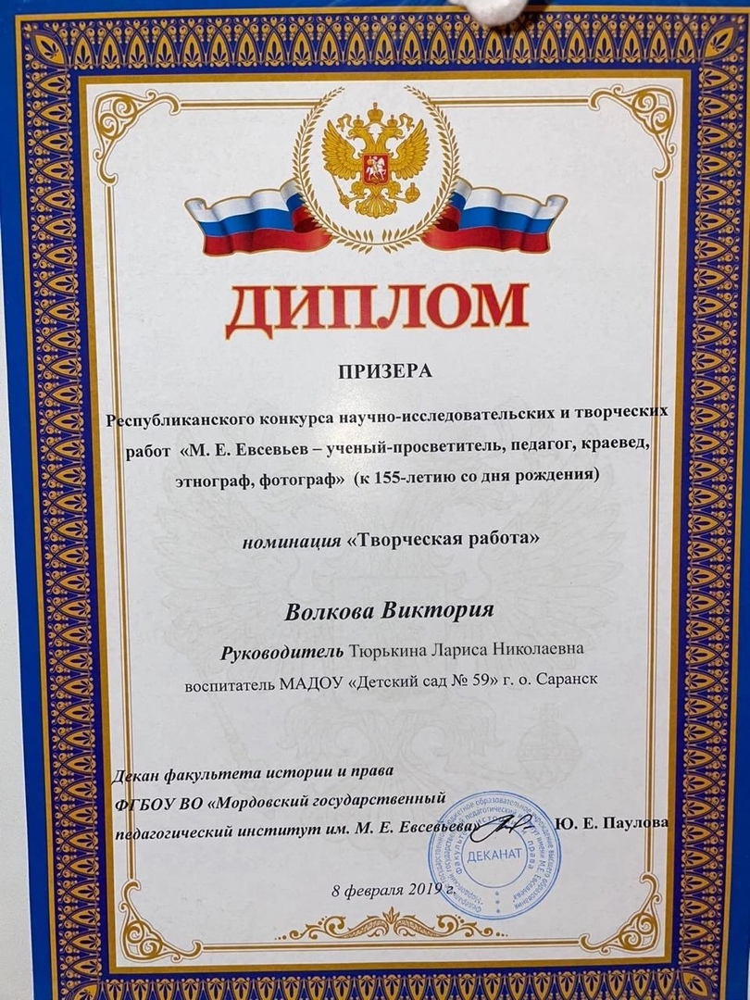 ДИПЛОМ
ПРИЗЕРА
Республиканского конкурса научно-исследовательских и творческих
работ «М. Е. Евсевьев – ученый-просветитель, педагог, краевед,
этнограф, фотограф» (к 155-летию со дня рождения)
номинация «Творческая работа»
Волкова Виктория
Руководитель Тюрькина Лариса Николаевна
воспитатель МАДОУ «Детский сад № 59» г. о. Саранск
Декан факультета истории и права
ФГБОУ ВО «Мордовский государственный
педагогический институт им. М. Е. Евсевьева» Ю. Е. Паулова
ДЕКАНАТ
8 февраля 2019 г.